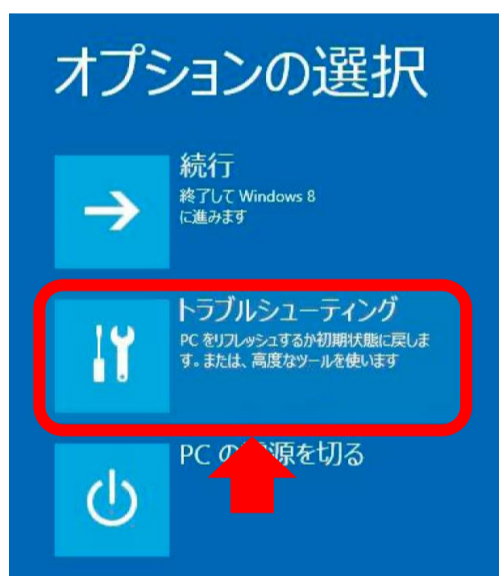 オプションの選択
続行
終了して Windows 8
に進みます
トラブルシューティング
PC をリフレッシュするか初期状態に戻しま
す。または、高度なツールを使います
PC の 源を切る